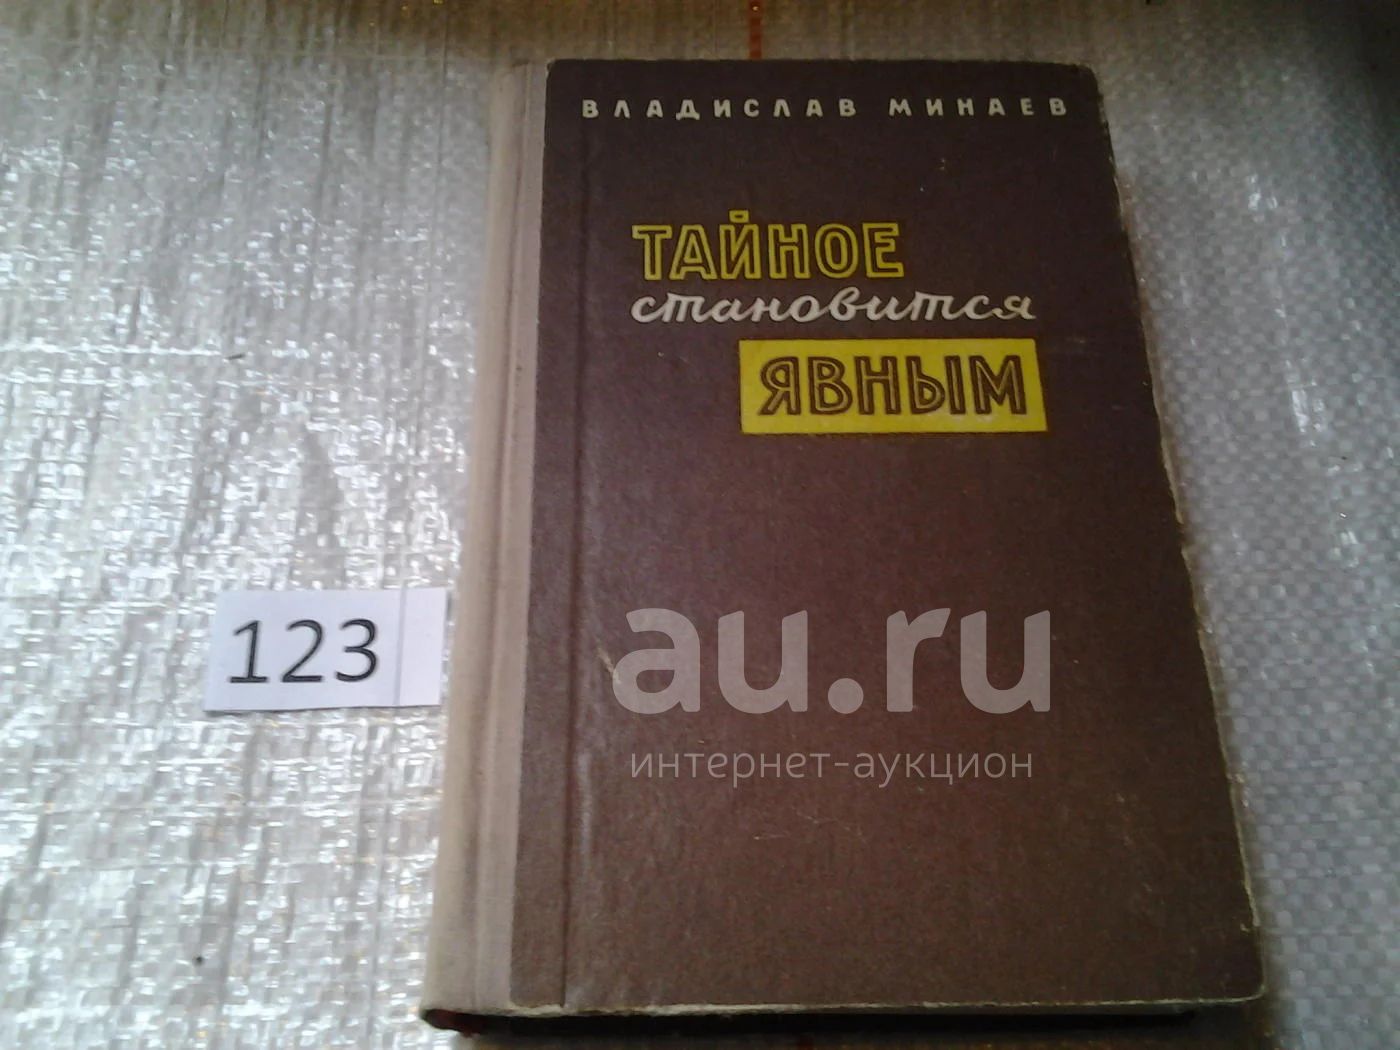 ВЛАДИСЛАВ МИНАЕВ
ТАЙНОЕ
становится
ЯВНЫМ
123
au.ru
интернет-аукцион